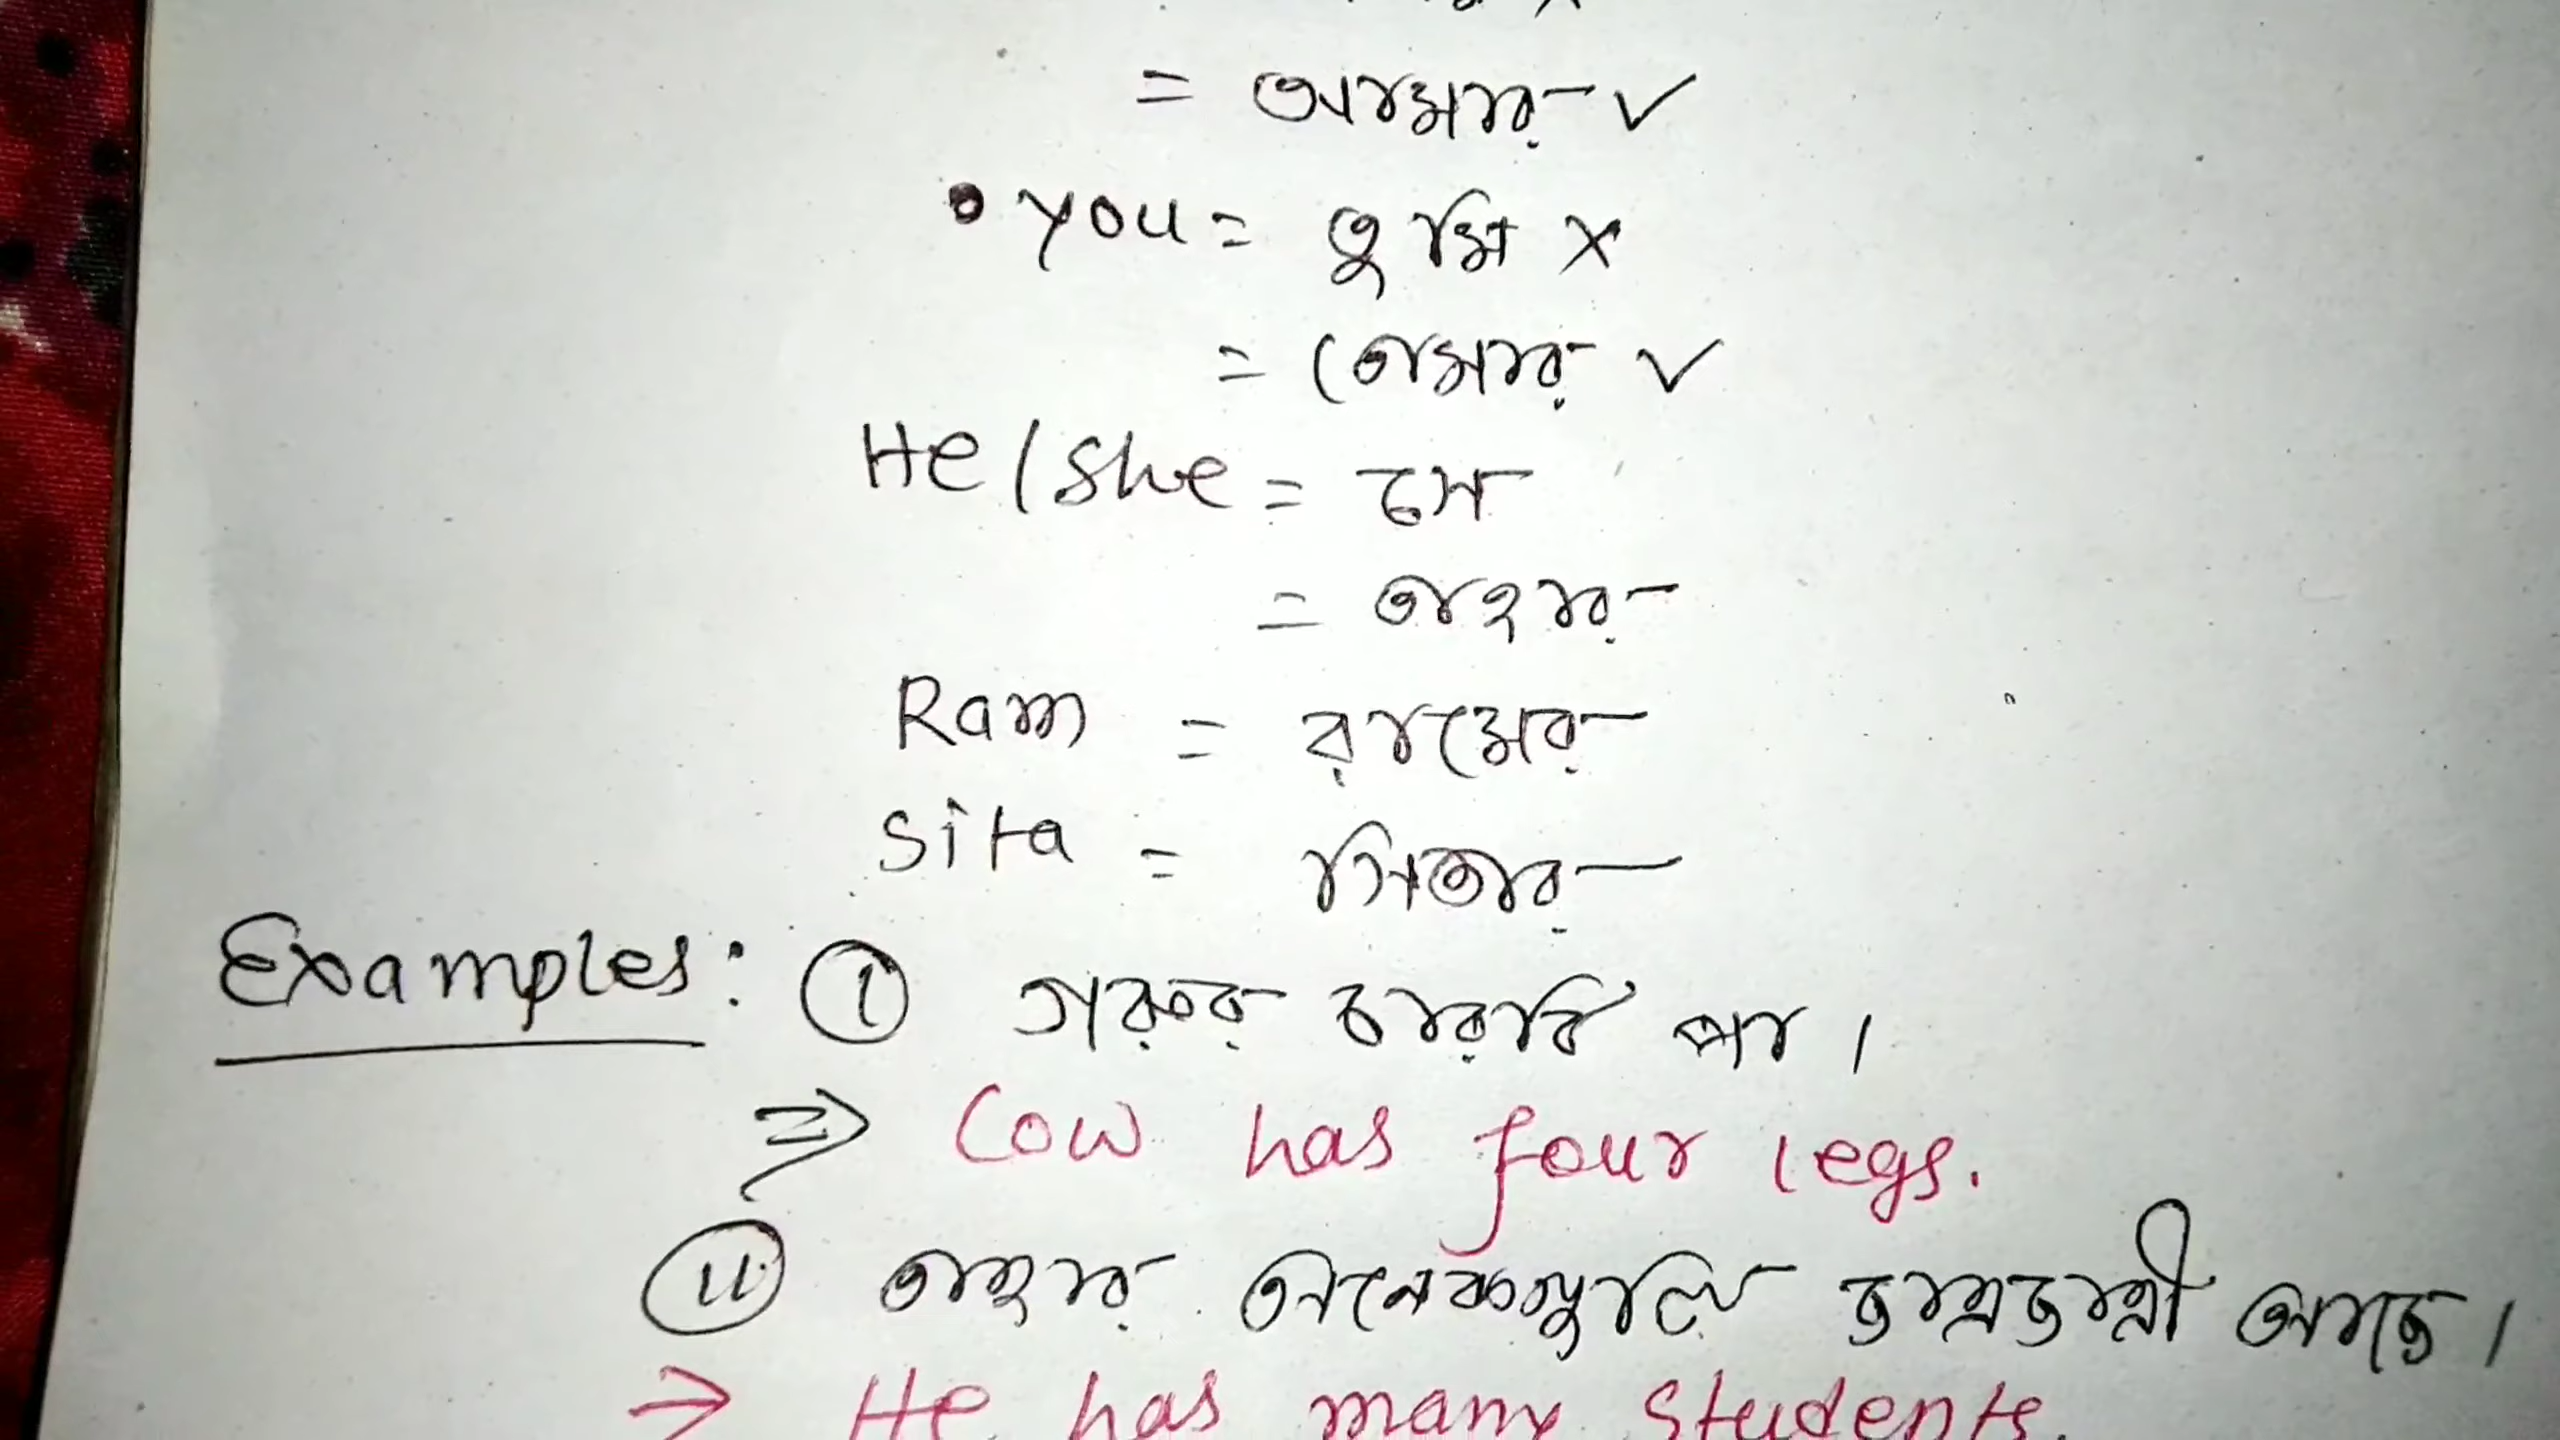 = আমার ✓
• you = তুমি ×
= তোমার ✓
He / she = সে
= তাহার
Ram = রামের
Sita = সিতার
Examples: (i) গরুর চারটি পা ।
⇒ Cow has four legs.
(ii) তাহার অনেকগুলি ছাত্রছাত্রী আছে ।
→ He has many students.